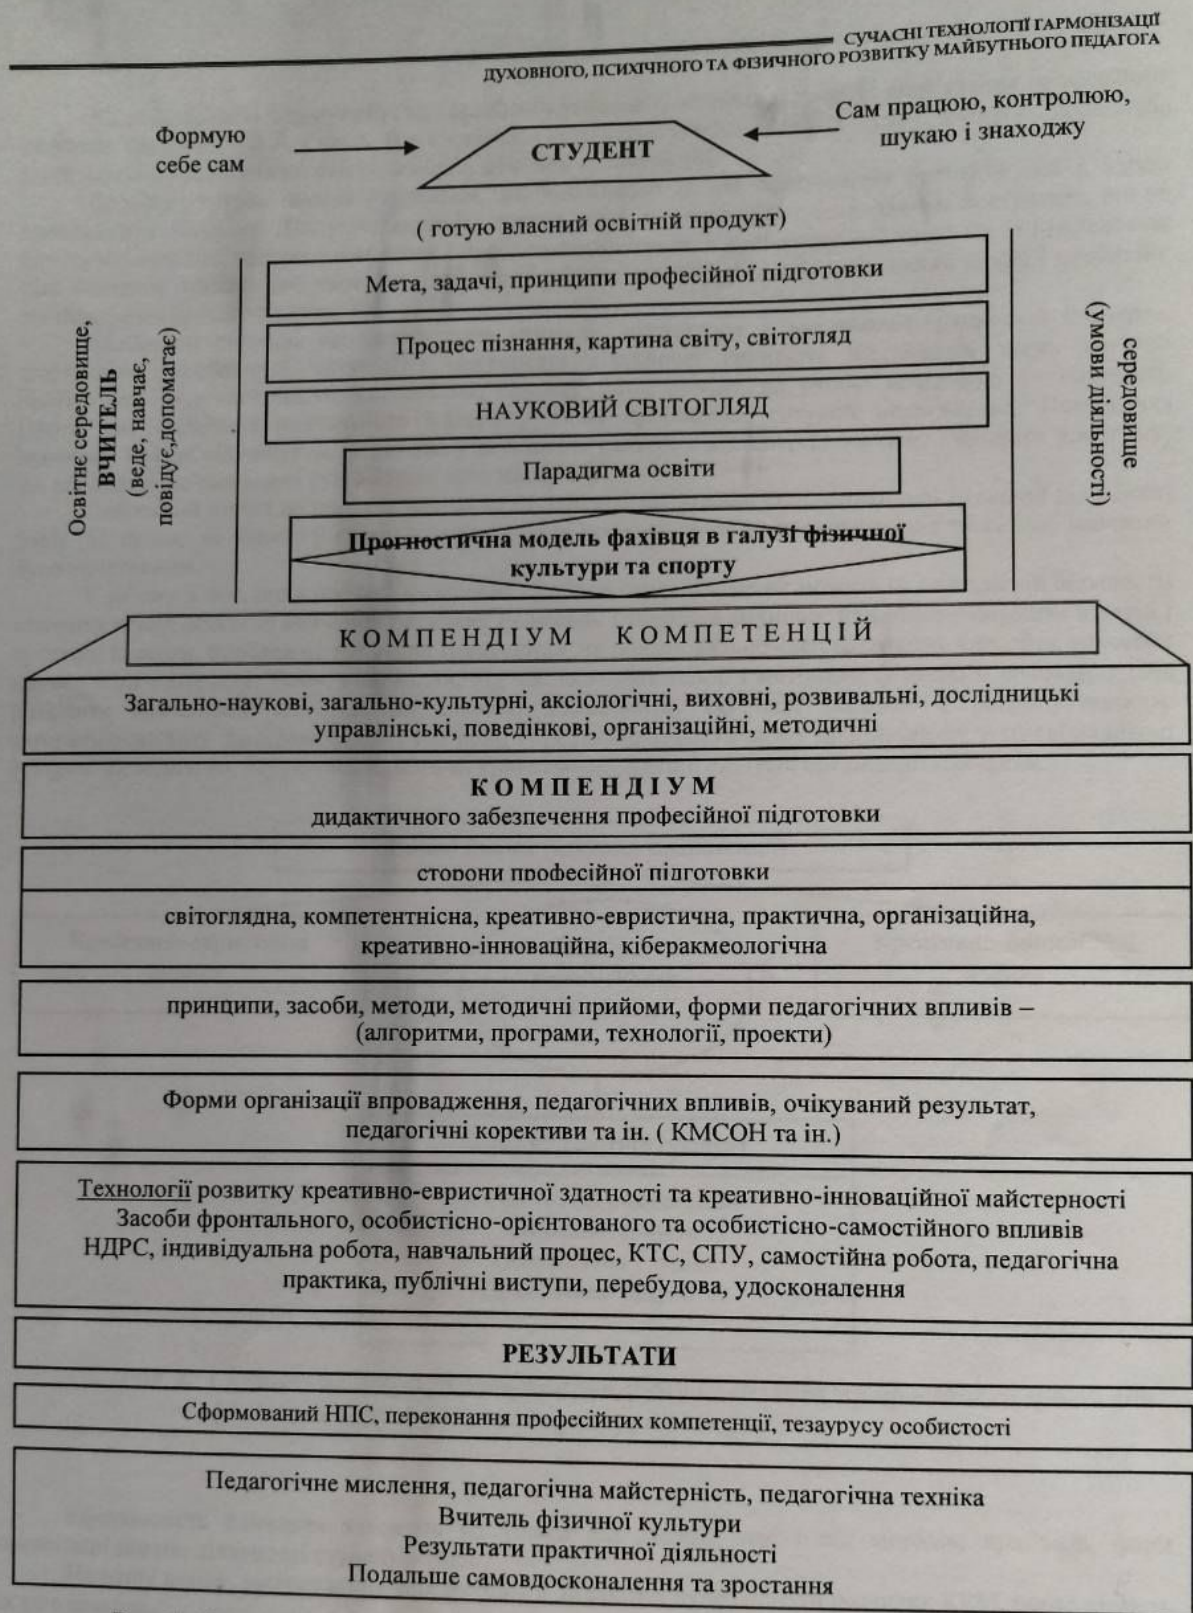 СУЧАСНІ ТЕХНОЛОГІЇ ГАРМОНІЗАЦІЇ
ДУХОВНОГО, ПСИХІЧНОГО ТА ФІЗИЧНОГО РОЗВИТКУ МАЙБУТНЬОГО ПЕДАГОГА
Формую
себе сам
СТУДЕНТ
Сам працюю, контролюю,
шукаю і знаходжу
( готую власний освітній продукт)
Освітнє середовище,
ВЧИТЕЛЬ
(веде, навчає,
повідує,допомагає)
Мета, задачі, принципи професійної підготовки
Процес пізнання, картина світу, світогляд
НАУКОВИЙ СВІТОГЛЯД
Парадигма освіти
Прогностична модель фахівця в галузі фізичної
культури та спорту
середовище
(умови діяльності)
КОМПЕНДІУМ КОМПЕТЕНЦІЙ
Загально-наукові, загально-культурні, аксіологічні, виховні, розвивальні, дослідницькі
управлінські, поведінкові, організаційні, методичні
КОМПЕНДІУМ
дидактичного забезпечення професійної підготовки
сторони професійної підготовки
світоглядна, компетентнісна, креативно-евристична, практична, організаційна,
креативно-інноваційна, кіберакмеологічна
принципи, засоби, методи, методичні прийоми, форми педагогічних впливів –
(алгоритми, програми, технології, проекти)
Форми організації впровадження, педагогічних впливів, очікуваний результат,
педагогічні корективи та ін. ( КМСОН та ін.)
Технології розвитку креативно-евристичної здатності та креативно-інноваційної майстерності
Засоби фронтального, особистісно-орієнтованого та особистісно-самостійного впливів
НДРС, індивідуальна робота, навчальний процес, КТС, СПУ, самостійна робота, педагогічна
практика, публічні виступи, перебудова, удосконалення
РЕЗУЛЬТАТИ
Сформований НПС, переконання професійних компетенції, тезаурусу особистості
Педагогічне мислення, педагогічна майстерність, педагогічна техніка
Вчитель фізичної культури
Результати практичної діяльності
Подальше самовдосконалення та зростання